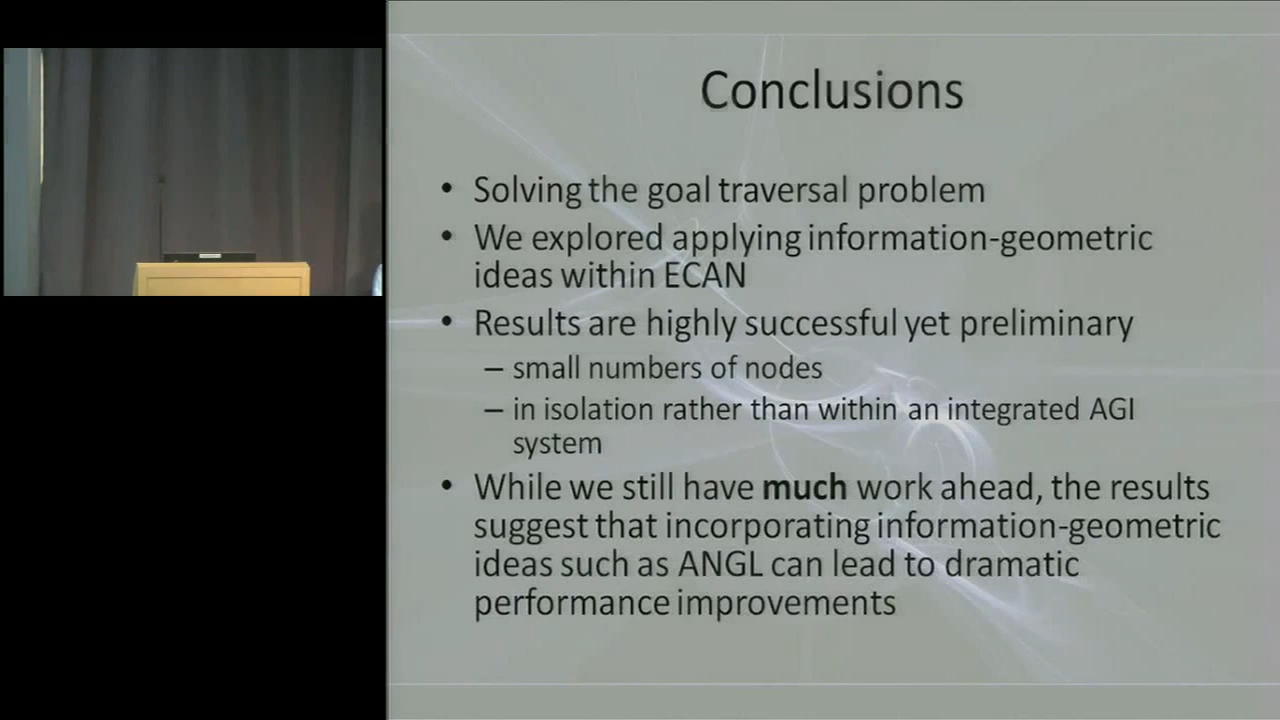 Conclusions
• Solving the goal traversal problem
• We explored applying information-geometric
ideas within ECAN
• Results are highly successful yet preliminary
– small numbers of nodes
– in isolation rather than within an integrated AGI
system
• While we still have much work ahead, the results
suggest that incorporating information-geometric
ideas such as ANGL can lead to dramatic
performance improvements